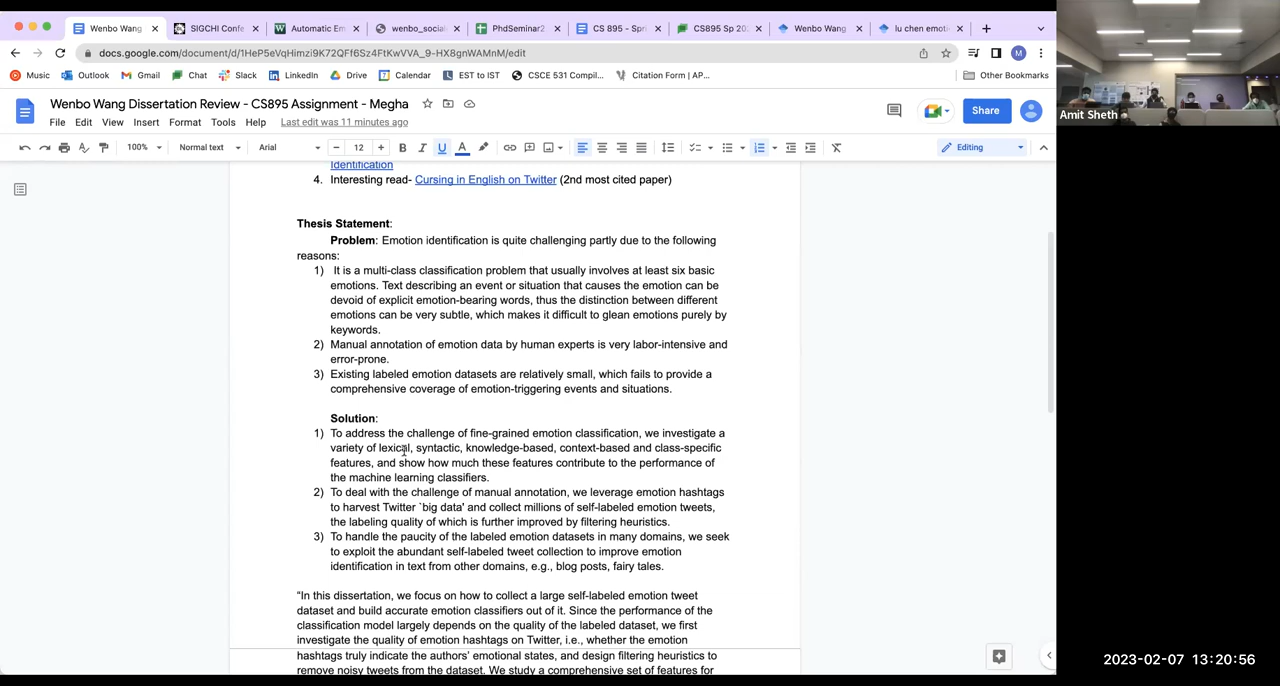 Wenbo Wang
SIGCHI Confe
Automatic Em
wenbo_social
PhdSeminar2
CS 895 - Spr
CS895 Sp 20
Wenbo Wang
lu chen emoti
docs.google.com/document/d/1HeP5eVqHimzi9K72QFf6Sz4FtKwVVA_9-HX8gnWAMnM/edit
M
Music
Outlook
Gmail
Chat
Slack
LinkedIn
Drive
Calendar
EST to IST
CSCE 531 Compil...
Citation Form | AP...
Other Bookmarks
Amit Sheth
Wenbo Wang Dissertation Review - CS895 Assignment - Megha
Share
File Edit View Insert Format Tools Help Last edit was 11 minutes ago
100% Normal text Arial 12 Editing
Identification
4. Interesting read- Cursing in English on Twitter (2nd most cited paper)
Thesis Statement:
Problem: Emotion identification is quite challenging partly due to the following
reasons:
1) It is a multi-class classification problem that usually involves at least six basic
emotions. Text describing an event or situation that causes the emotion can be
devoid of explicit emotion-bearing words, thus the distinction between different
emotions can be very subtle, which makes it difficult to glean emotions purely by
keywords.
2) Manual annotation of emotion data by human experts is very labor-intensive and
error-prone.
3) Existing labeled emotion datasets are relatively small, which fails to provide a
comprehensive coverage of emotion-triggering events and situations.
Solution:
1) To address the challenge of fine-grained emotion classification, we investigate a
variety of lexical, syntactic, knowledge-based, context-based and class-specific
features, and show how much these features contribute to the performance of
the machine learning classifiers.
2) To deal with the challenge of manual annotation, we leverage emotion hashtags
to harvest Twitter `big data' and collect millions of self-labeled emotion tweets,
the labeling quality of which is further improved by filtering heuristics.
3) To handle the paucity of the labeled emotion datasets in many domains, we seek
to exploit the abundant self-labeled tweet collection to improve emotion
identification in text from other domains, e.g., blog posts, fairy tales.
“In this dissertation, we focus on how to collect a large self-labeled emotion tweet
dataset and build accurate emotion classifiers out of it. Since the performance of the
classification model largely depends on the quality of the labeled dataset, we first
investigate the quality of emotion hashtags on Twitter, i.e., whether the emotion
hashtags truly indicate the authors’ emotional states, and design filtering heuristics to
remove noisy tweets from the dataset. We study a comprehensive set of features for
2023-02-07 13:20:56